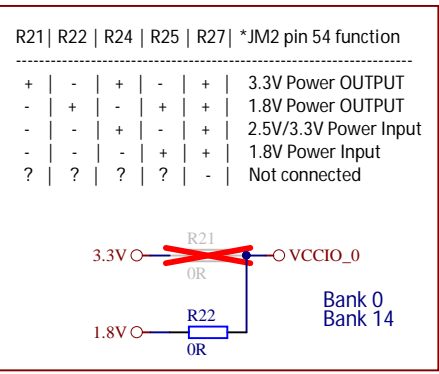 R21| R22 | R24 | R25 | R27| *JM2 pin 54 function
------------------------------------------------------------------------
+ | - | + | - | + | 3.3V Power OUTPUT
- | + | - | + | + | 1.8V Power OUTPUT
- | - | + | - | + | 2.5V/3.3V Power Input
- | - | - | + | + | 1.8V Power Input
? | ? | ? | ? | - | Not connected
R21
3.3V
VCCIO_0
0R
Bank 0
Bank 14
R22
1.8V
0R